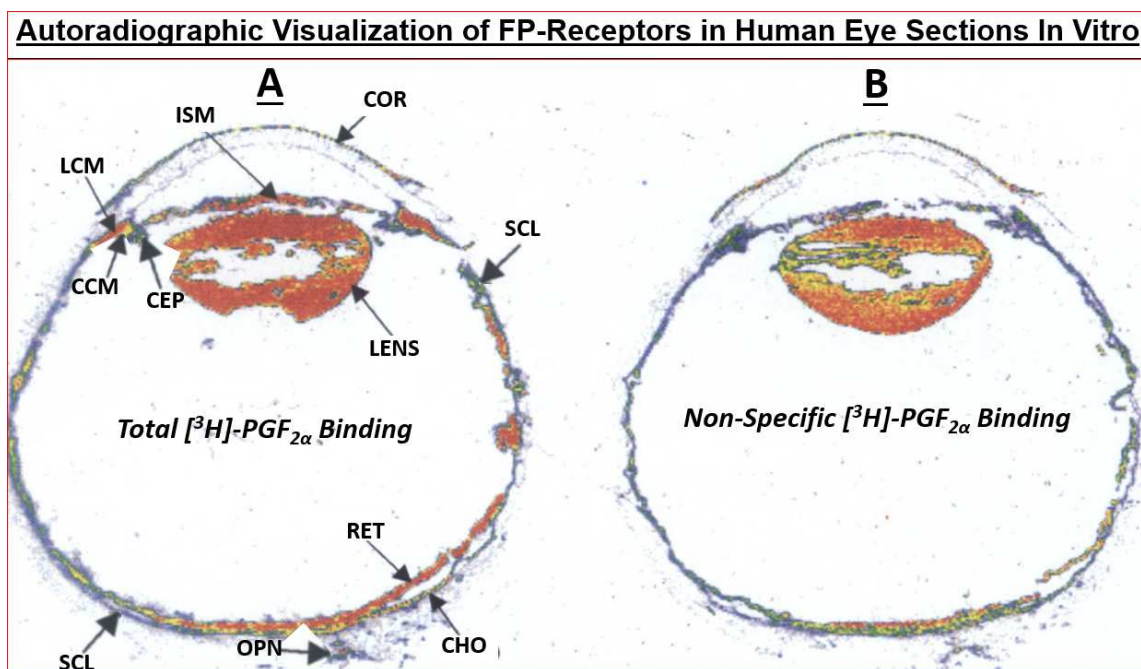 Autoradiographic Visualization of FP-Receptors in Human Eye Sections In Vitro
A
B
COR
ISM
LCM
SCL
CCM
CEP
LENS
Total [³H]-PGF₂α Binding
Non-Specific [³H]-PGF₂α Binding
RET
CHO
OPN
SCL